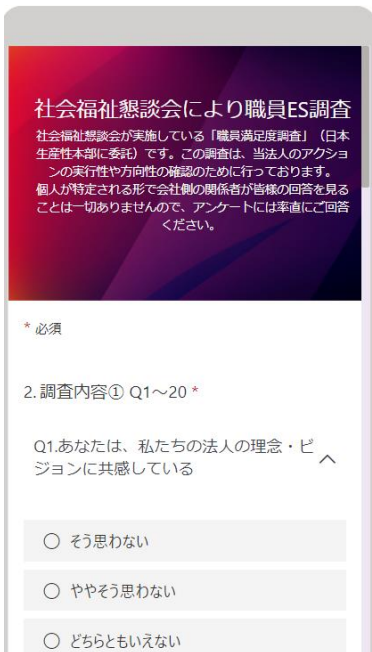 社会福祉懇談会により職員ES調査
社会福祉懇談会が実施している「職員満足度調査」（日本
生産性本部に委託）です。この調査は、当法人のアクショ
ンの実行性や方向性の確認のために行っております。
個人が特定される形で会社側の関係者が皆様の回答を見る
ことは一切ありませんので、アンケートには率直にご回答
ください。
* 必須
2. 調査内容① Q1～20 *
Q1.あなたは、私たちの法人の理念・ビ
ジョンに共感している
そう思わない
ややそう思わない
どちらともいえない